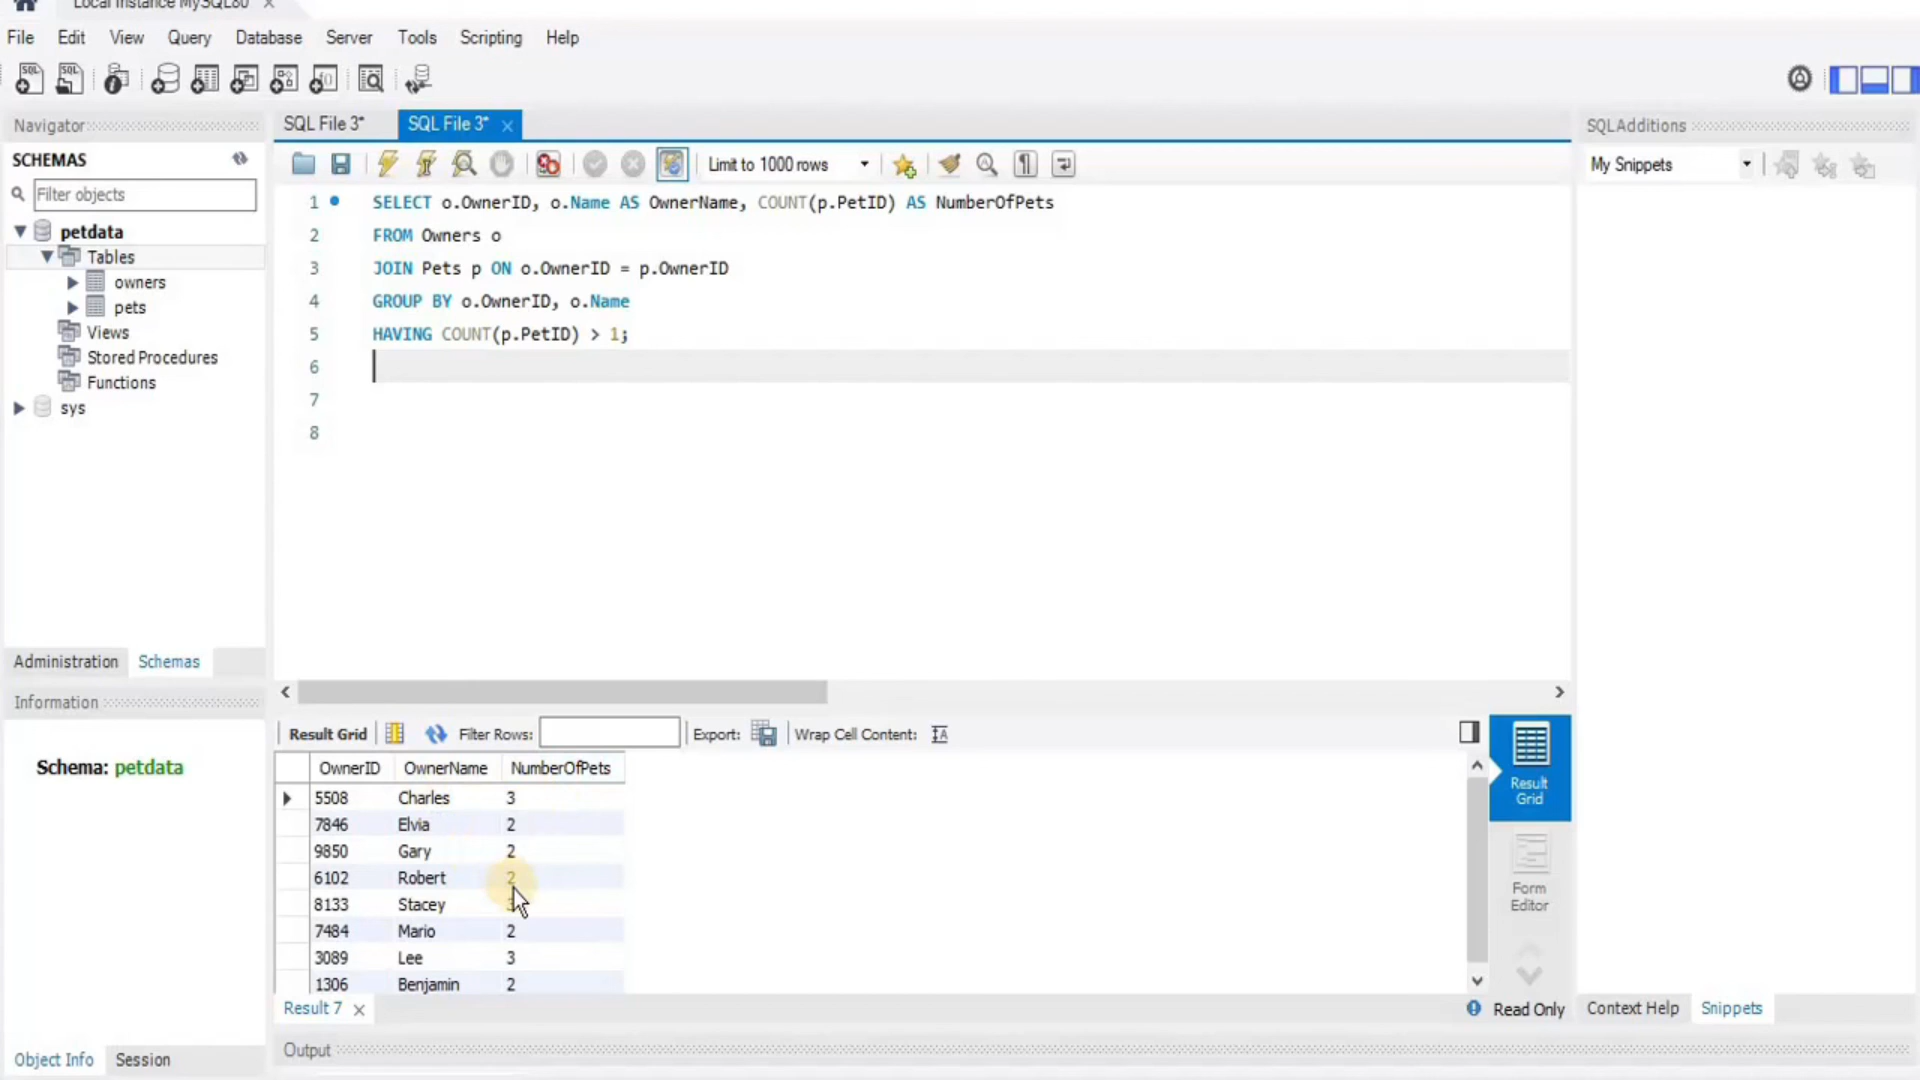 Local instance MySQL80
File Edit View Query Database Server Tools Scripting Help
Navigator
SCHEMAS
Filter objects
petdata
Tables
owners
pets
Views
Stored Procedures
Functions
sys
Administration Schemas
Information
Schema: petdata
Object Info Session
SQL File 3* SQL File 3*
Limit to 1000 rows
1 SELECT o.OwnerID, o.Name AS OwnerName, COUNT(p.PetID) AS NumberOfPets
2 FROM Owners o
3 JOIN Pets p ON o.OwnerID = p.OwnerID
4 GROUP BY o.OwnerID, o.Name
5 HAVING COUNT(p.PetID) > 1;
6
7
8
Result Grid Filter Rows: Export: Wrap Cell Content:
OwnerID OwnerName NumberOfPets
5508 Charles 3
7846 Elvia 2
9850 Gary 2
6102 Robert 2
8133 Stacey 3
7484 Mario 2
3089 Lee 3
1306 Benjamin 2
Result Grid
Form Editor
Result 7
Read Only
Output
SQLAdditions
My Snippets
Context Help Snippets